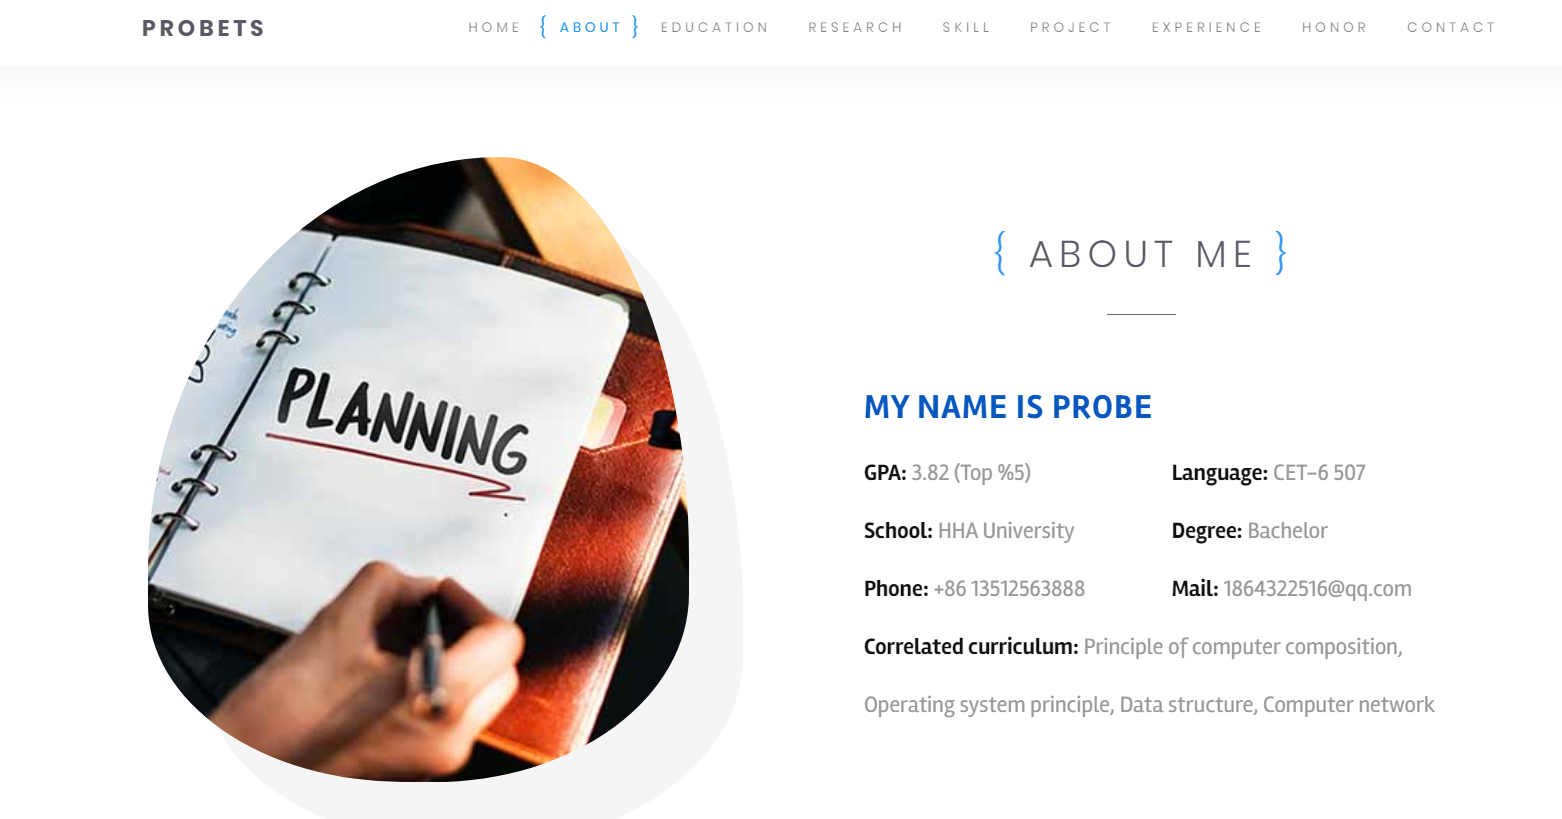 PROBETS
HOME { ABOUT } EDUCATION RESEARCH SKILL PROJECT EXPERIENCE HONOR CONTACT
PLANNING
{ ABOUT ME }
MY NAME IS PROBE
GPA: 3.82 (Top %5) Language: CET-6 507
School: HHA University Degree: Bachelor
Phone: +86 13512563888 Mail: 1864322516@qq.com
Correlated curriculum: Principle of computer composition,
Operating system principle, Data structure, Computer network